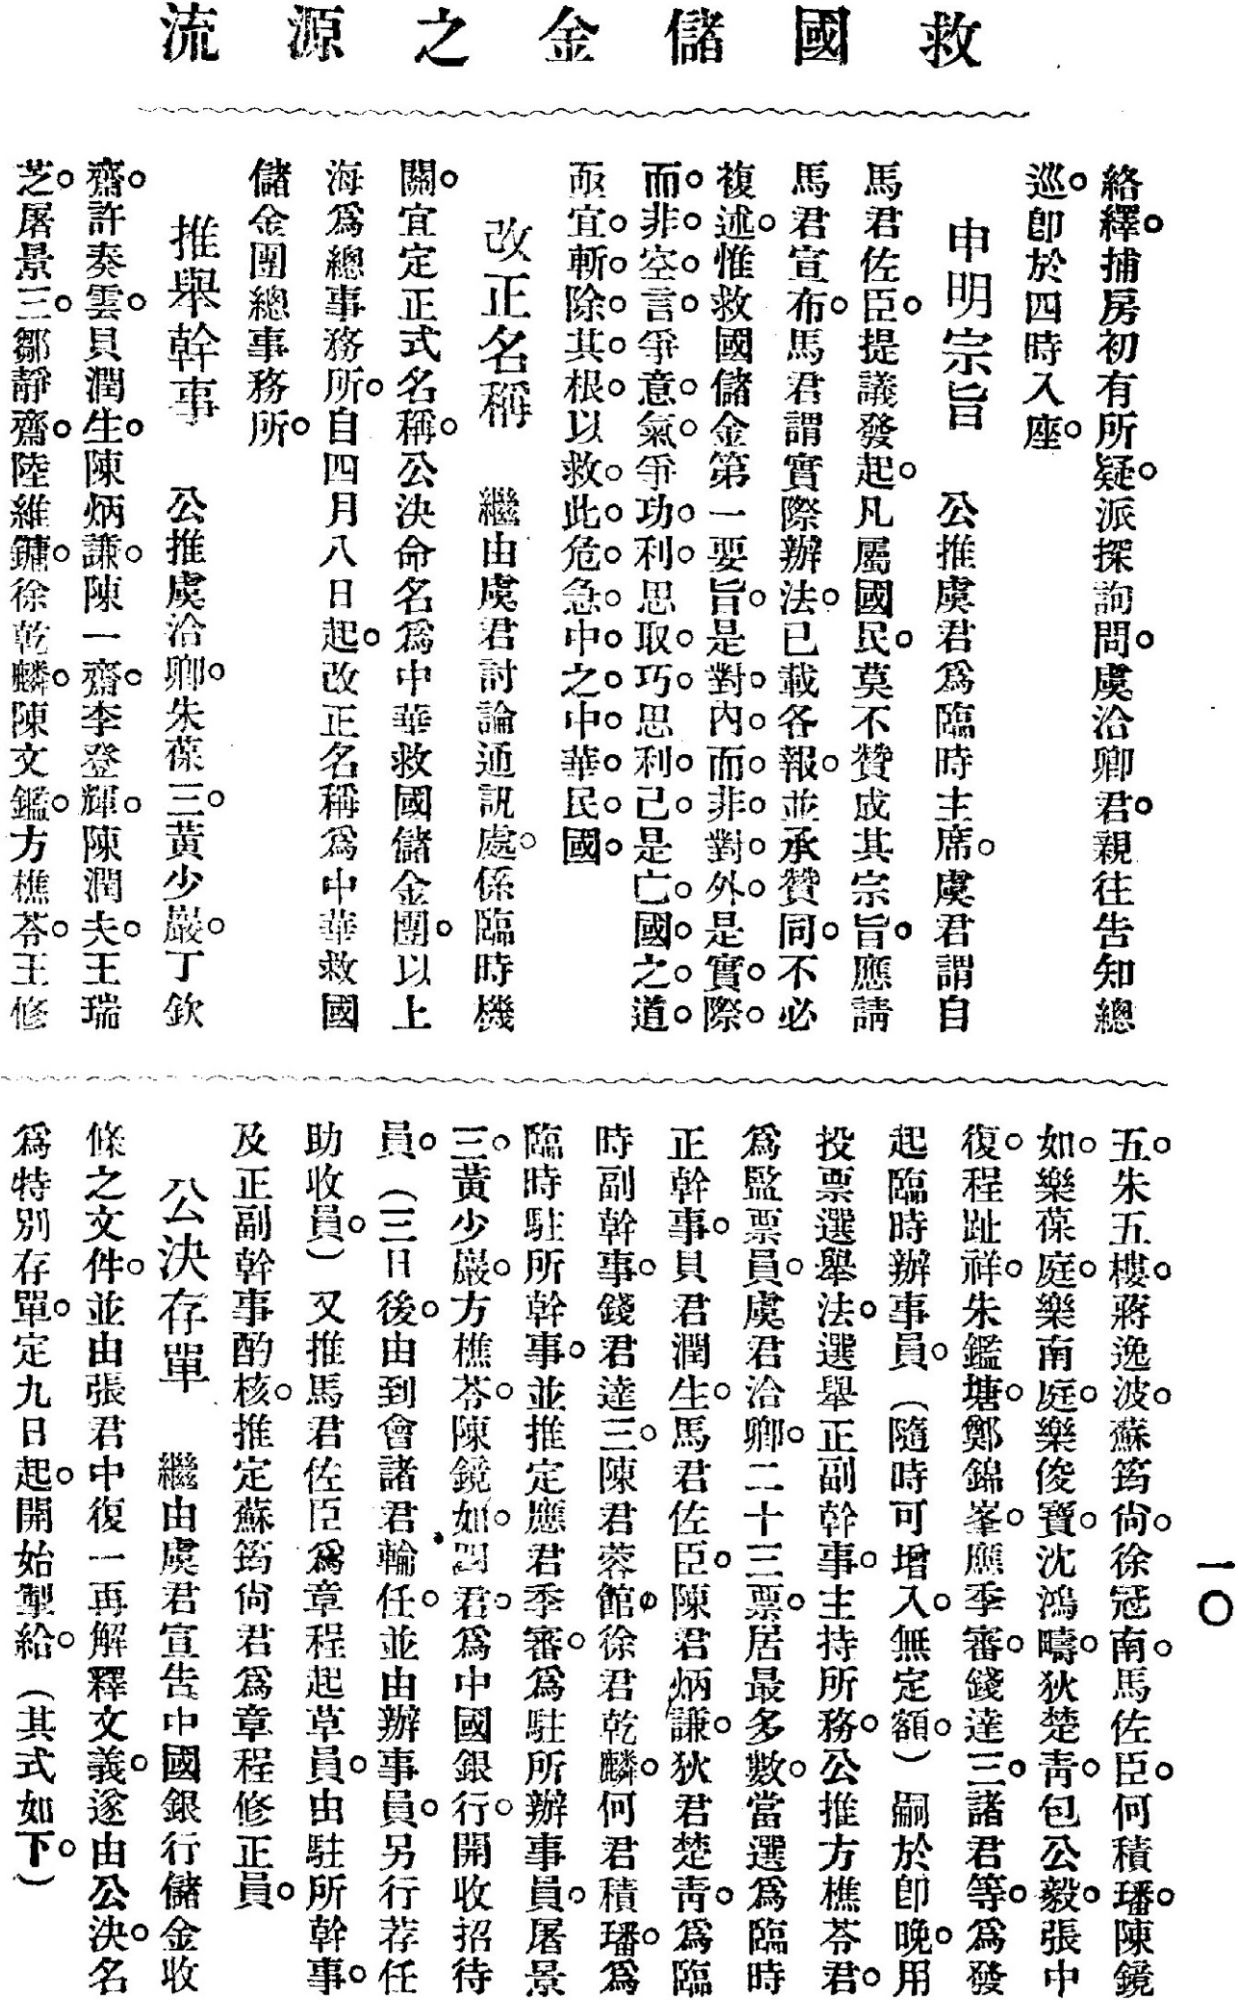 救國儲金之源流
絡繹。捕房初有所疑。派探詢問。虞洽卿君。親往告知總
巡。卽於四時入座。
申明宗旨　公推虞君爲臨時主席。虞君謂自
馬君佐臣。提議發起。凡屬國民。莫不贊成其宗旨。應請
馬君宣布。馬君謂實際辦法。已載各報。並承贊同。不必
複述。惟救國儲金第一要旨。是對內。而。非。對。外。是實。際。
而。非。空。言。爭意。氣。爭功。利。思取。巧。思利。己。是亡。國。之。道。
亟宜。斬。除。其。根。以救。此。危。急。中。之。中。華。民。國。
改正名稱　繼由虞君討論通訊處。係臨時機
關。宜定正式名稱。公決命名爲中華救國儲金團。以上
海爲總事務所。自四月八日起。改正名稱爲中華救國
儲金團總事務所。
推舉幹事　公推虞洽卿。朱葆三。黃少巖。丁欽
齋。許奏雲。貝潤生。陳炳謙。陳一齋。李登輝。陳潤夫。王瑞
芝。屠景三。鄒靜齋。陸維鏞。徐乾麟。陳文鑑。方樵苓。王修
五。朱五樓。蔣逸波。蘇筠尙。徐冠南。馬佐臣。何積璠。陳鏡
如。樂葆庭。樂南庭。樂俊寶。沈鴻疇。狄楚靑。包公毅。張中
復。程趾祥。朱鑑塘。鄭錦峯。應季審。錢達三。諸君等。爲發
起臨時辦事員。（隨時可增入。無定額。）嗣於卽晚。用
投票選舉法。選舉正副幹事。主持所務。公推方樵苓君。
爲監票員。虞君洽卿。二十三票。居最多數。當選爲臨時
正幹事。貝君潤生。馬君佐臣。陳君炳謙。狄君楚靑。爲臨
時副幹事。錢君達三。陳君蓉館。徐君乾麟。何君積璠。爲
臨時駐所幹事。並推定應君季審。爲駐所辦事員。屠景
三。黃少巖。方樵苓。陳鏡如。四君。爲中國銀行。開收招待
員。（三日後。由到會諸君輪任。並由辦事員。另行荐任
助收員。）又推馬君佐臣。爲章程起草員。由駐所幹事。
及正副幹事酌核。推定蘇筠尙君爲章程修正員。
公決存單　繼由虞君宣告中國銀行儲金收
條之文件。並由張君中復一再解釋文義。遂由公決。名
爲特別存單。定九日起。開始掣給。（其式如下。）
一〇